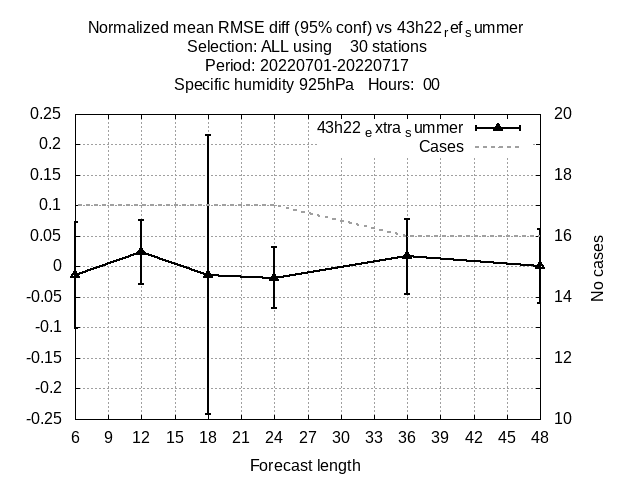 Normalized mean RMSE diff (95% conf) vs 43h22refsummer
Selection: ALL using 30 stations
Period: 20220701-20220717
Specific humidity 925hPa Hours: 00
43h22extrasummer
Cases
0.25
0.2
0.15
0.1
0.05
0
-0.05
-0.1
-0.15
-0.2
-0.25
20
18
16
14
12
10
No cases
6 9 12 15 18 21 24 27 30 33 36 39 42 45 48
Forecast length